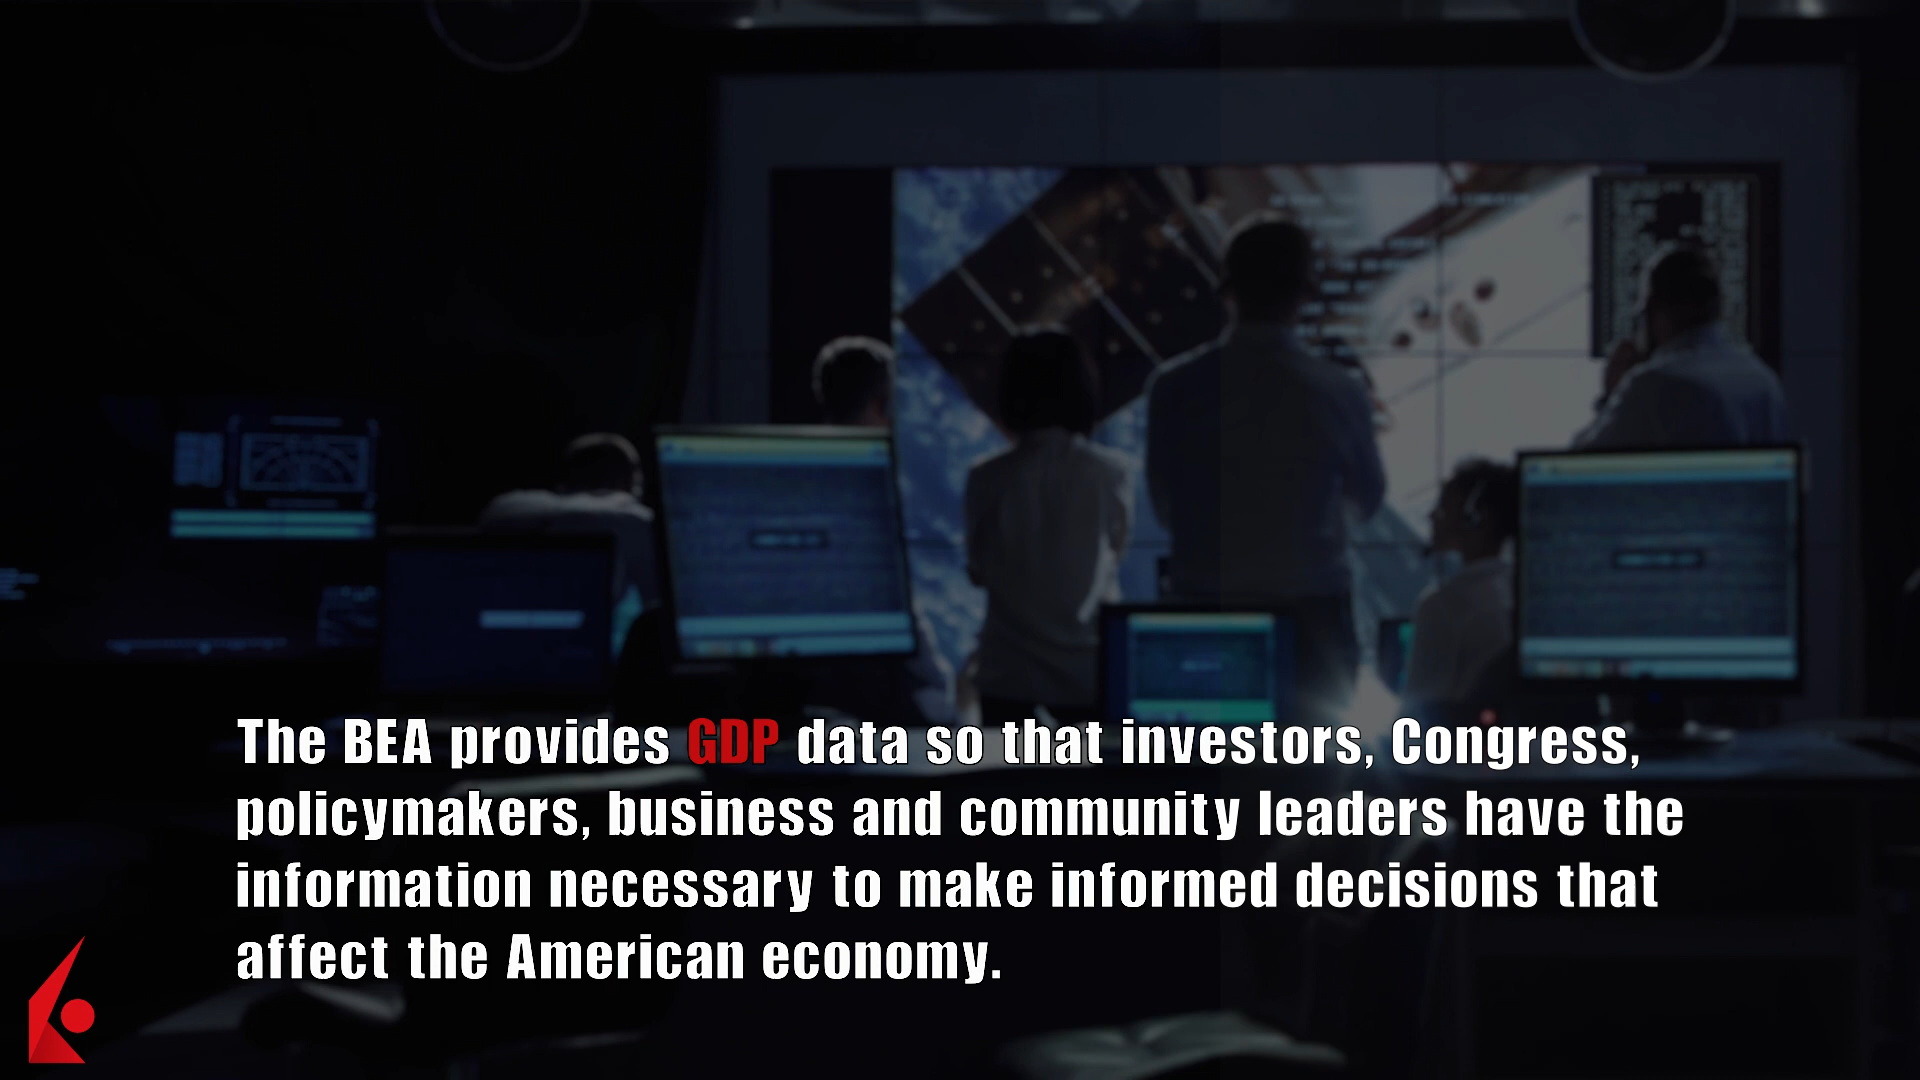 The BEA provides GDP data so that investors, Congress,
policymakers, business and community leaders have the
information necessary to make informed decisions that
affect the American economy.